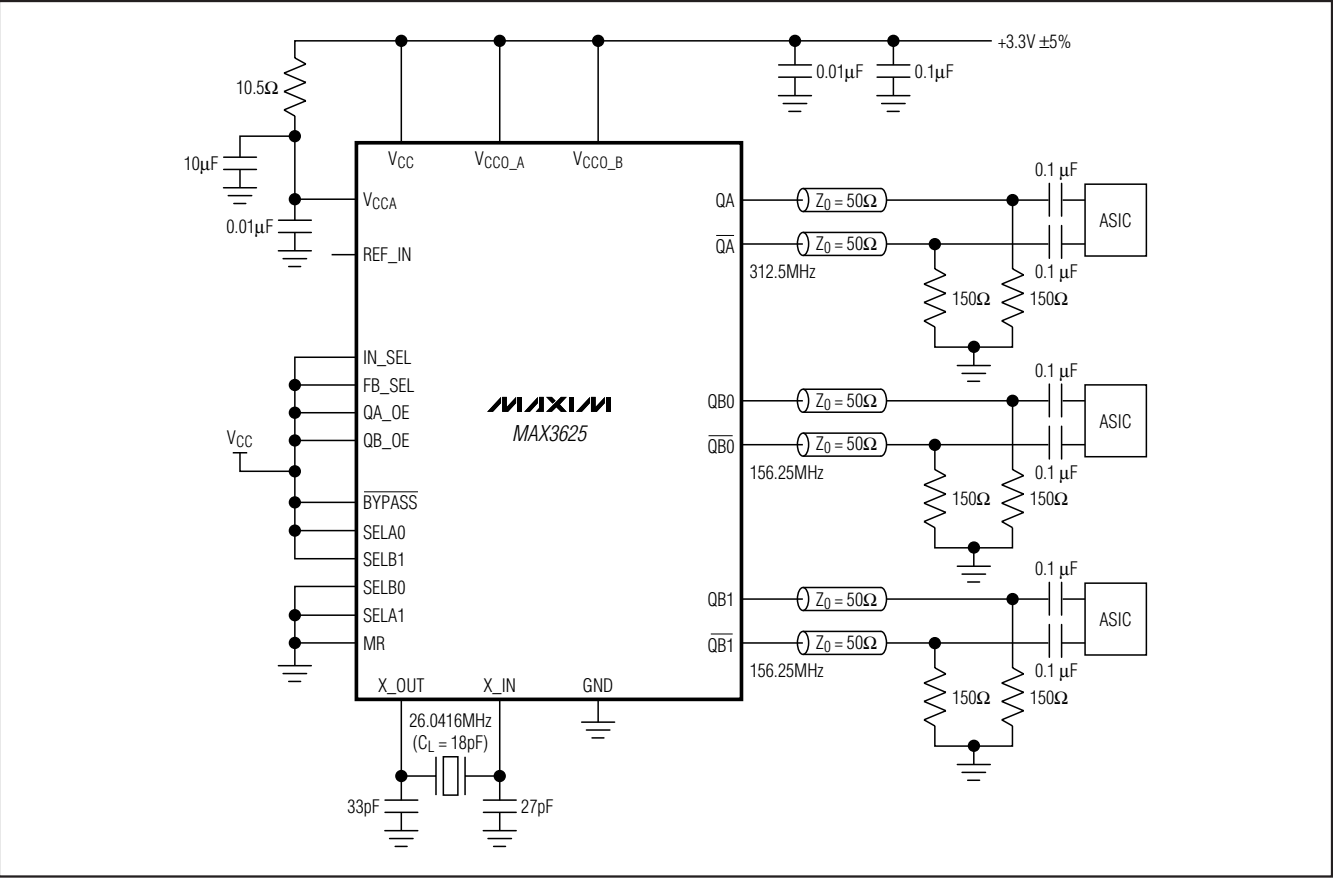 +3.3V ±5%
10.5Ω
0.01µF
0.1µF
10µF
VCC
VCCO_A
VCCO_B
VCCA
0.01µF
REF_IN
QA
Z0 = 50Ω
0.1 µF
ASIC
QA
Z0 = 50Ω
312.5MHz
0.1 µF
150Ω
150Ω
IN_SEL
FB_SEL
QA_OE
QB_OE
VCC
BYPASS
SELA0
SELB1
SELB0
SELA1
MR
MAXIM
MAX3625
QB0
Z0 = 50Ω
0.1 µF
ASIC
QB0
Z0 = 50Ω
156.25MHz
0.1 µF
150Ω
150Ω
QB1
Z0 = 50Ω
0.1 µF
ASIC
QB1
Z0 = 50Ω
156.25MHz
0.1 µF
150Ω
150Ω
X_OUT
X_IN
GND
26.0416MHz
(CL = 18pF)
33pF
27pF